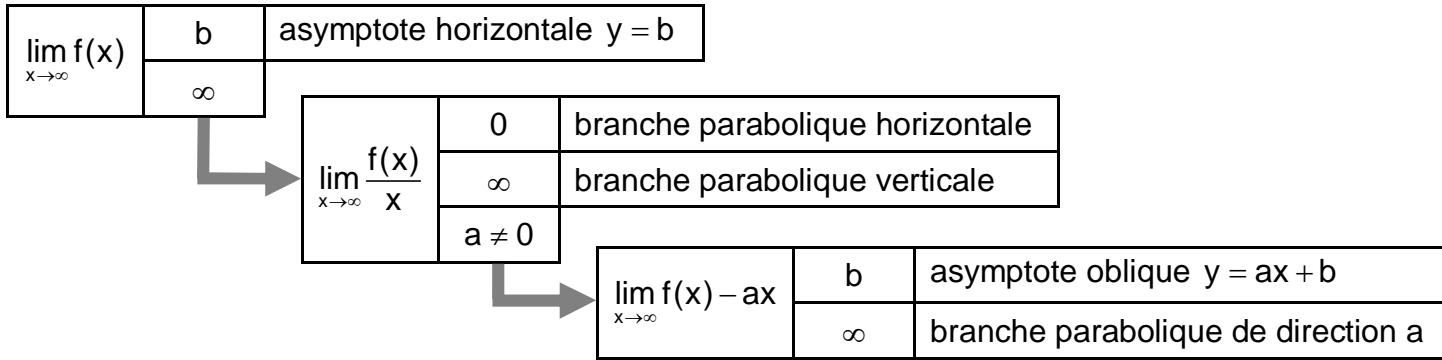 lim f(x) x→∞ b asymptote horizontale y = b
∞
lim f(x)/x x→∞ 0 branche parabolique horizontale
∞ branche parabolique verticale
a ≠ 0
lim f(x) – ax x→∞ b asymptote oblique y = ax + b
∞ branche parabolique de direction a